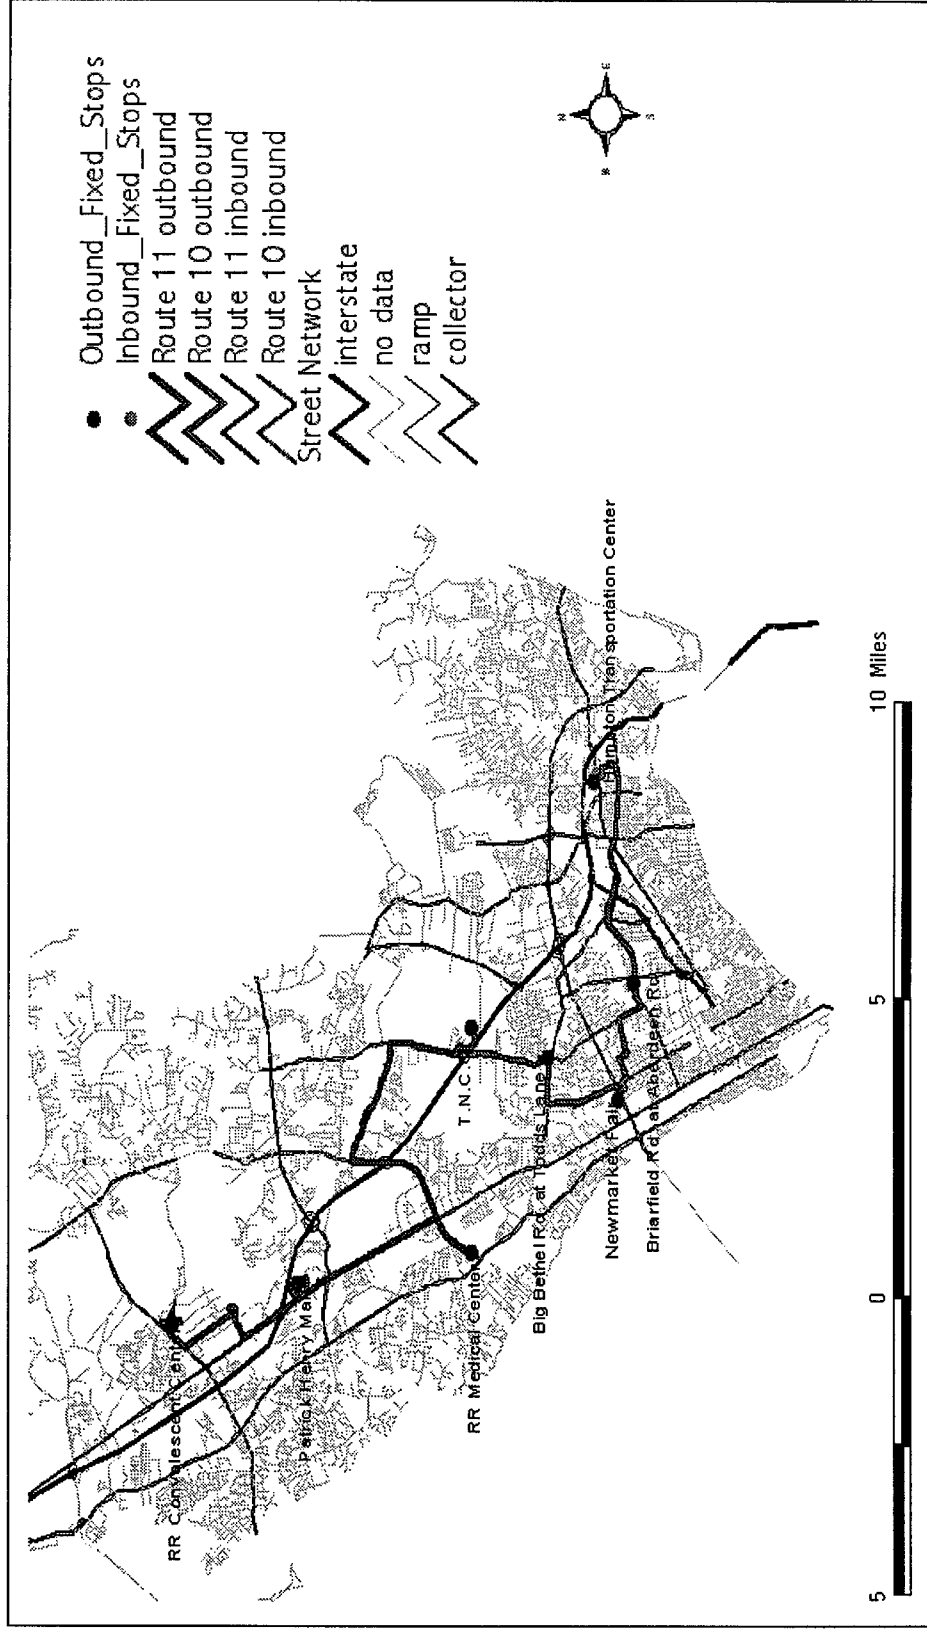 Outbound_Fixed_Stops
Inbound_Fixed_Stops
Route 11 outbound
Route 10 outbound
Route 11 inbound
Route 10 inbound
Street Network
interstate
no data
ramp
collector
N
E
S
W
RR Convalescent Cent
Patrick Henry Mall
RR Medical Center
T.N.C.C.
Big Bethel Rd. at Todds Lane
Newmarket Fair
Briarfield Rd. at Aberdeen Rd.
Hampton Transportation Center
5
0
5
10 Miles